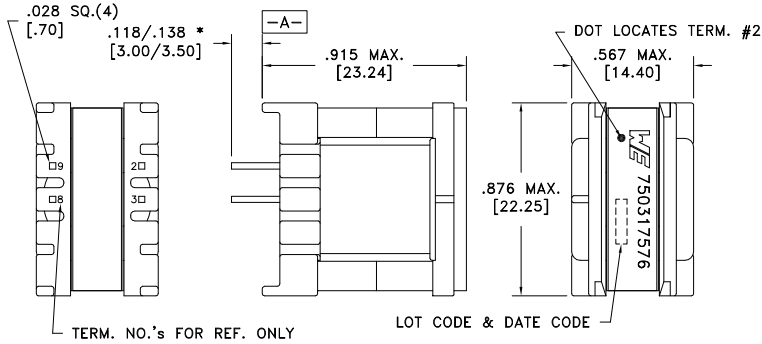 .028 SQ.(4)
[.70]
.118/.138 *
[3.00/3.50]
-A-
.915 MAX.
[23.24]
DOT LOCATES TERM. #2
.567 MAX.
[14.40]
9
2
8
3
.876 MAX.
[22.25]
WE 750317576
TERM. NO.'s FOR REF. ONLY
LOT CODE & DATE CODE